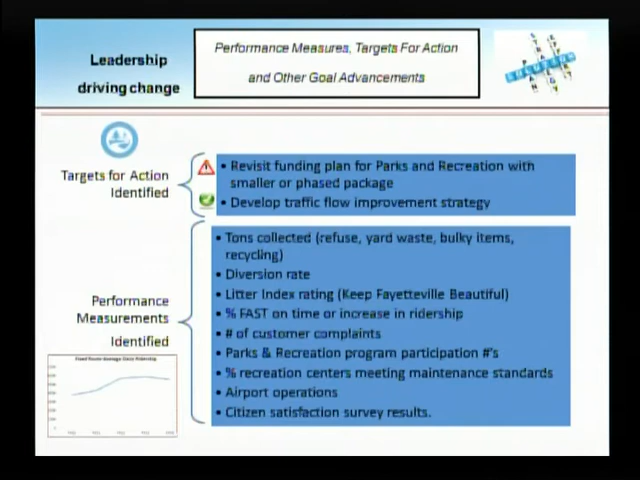 Leadership
driving change
Performance Measures, Targets For Action
and Other Goal Advancements
Targets for Action
Identified
• Revisit funding plan for Parks and Recreation with
smaller or phased package
• Develop traffic flow improvement strategy
Performance
Measurements
Identified
• Tons collected (refuse, yard waste, bulky items,
recycling)
• Diversion rate
• Litter Index rating (Keep Fayetteville Beautiful)
• % FAST on time or increase in ridership
• # of customer complaints
• Parks & Recreation program participation #'s
• % recreation centers meeting maintenance standards
• Airport operations
• Citizen satisfaction survey results.